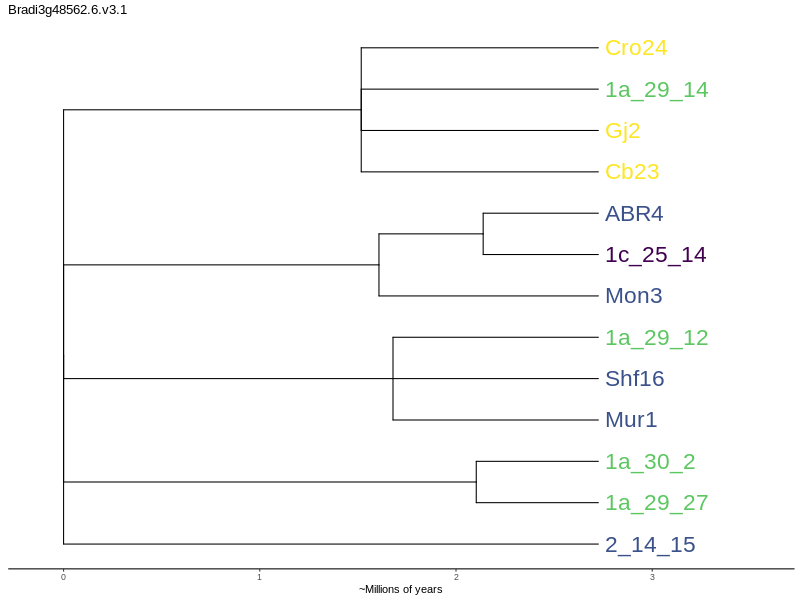 Bradi3g48562.6.v3.1
Cro24
1a_29_14
Gj2
Cb23
ABR4
1c_25_14
Mon3
1a_29_12
Shf16
Mur1
1a_30_2
1a_29_27
2_14_15
0 1 2 3
~Millions of years